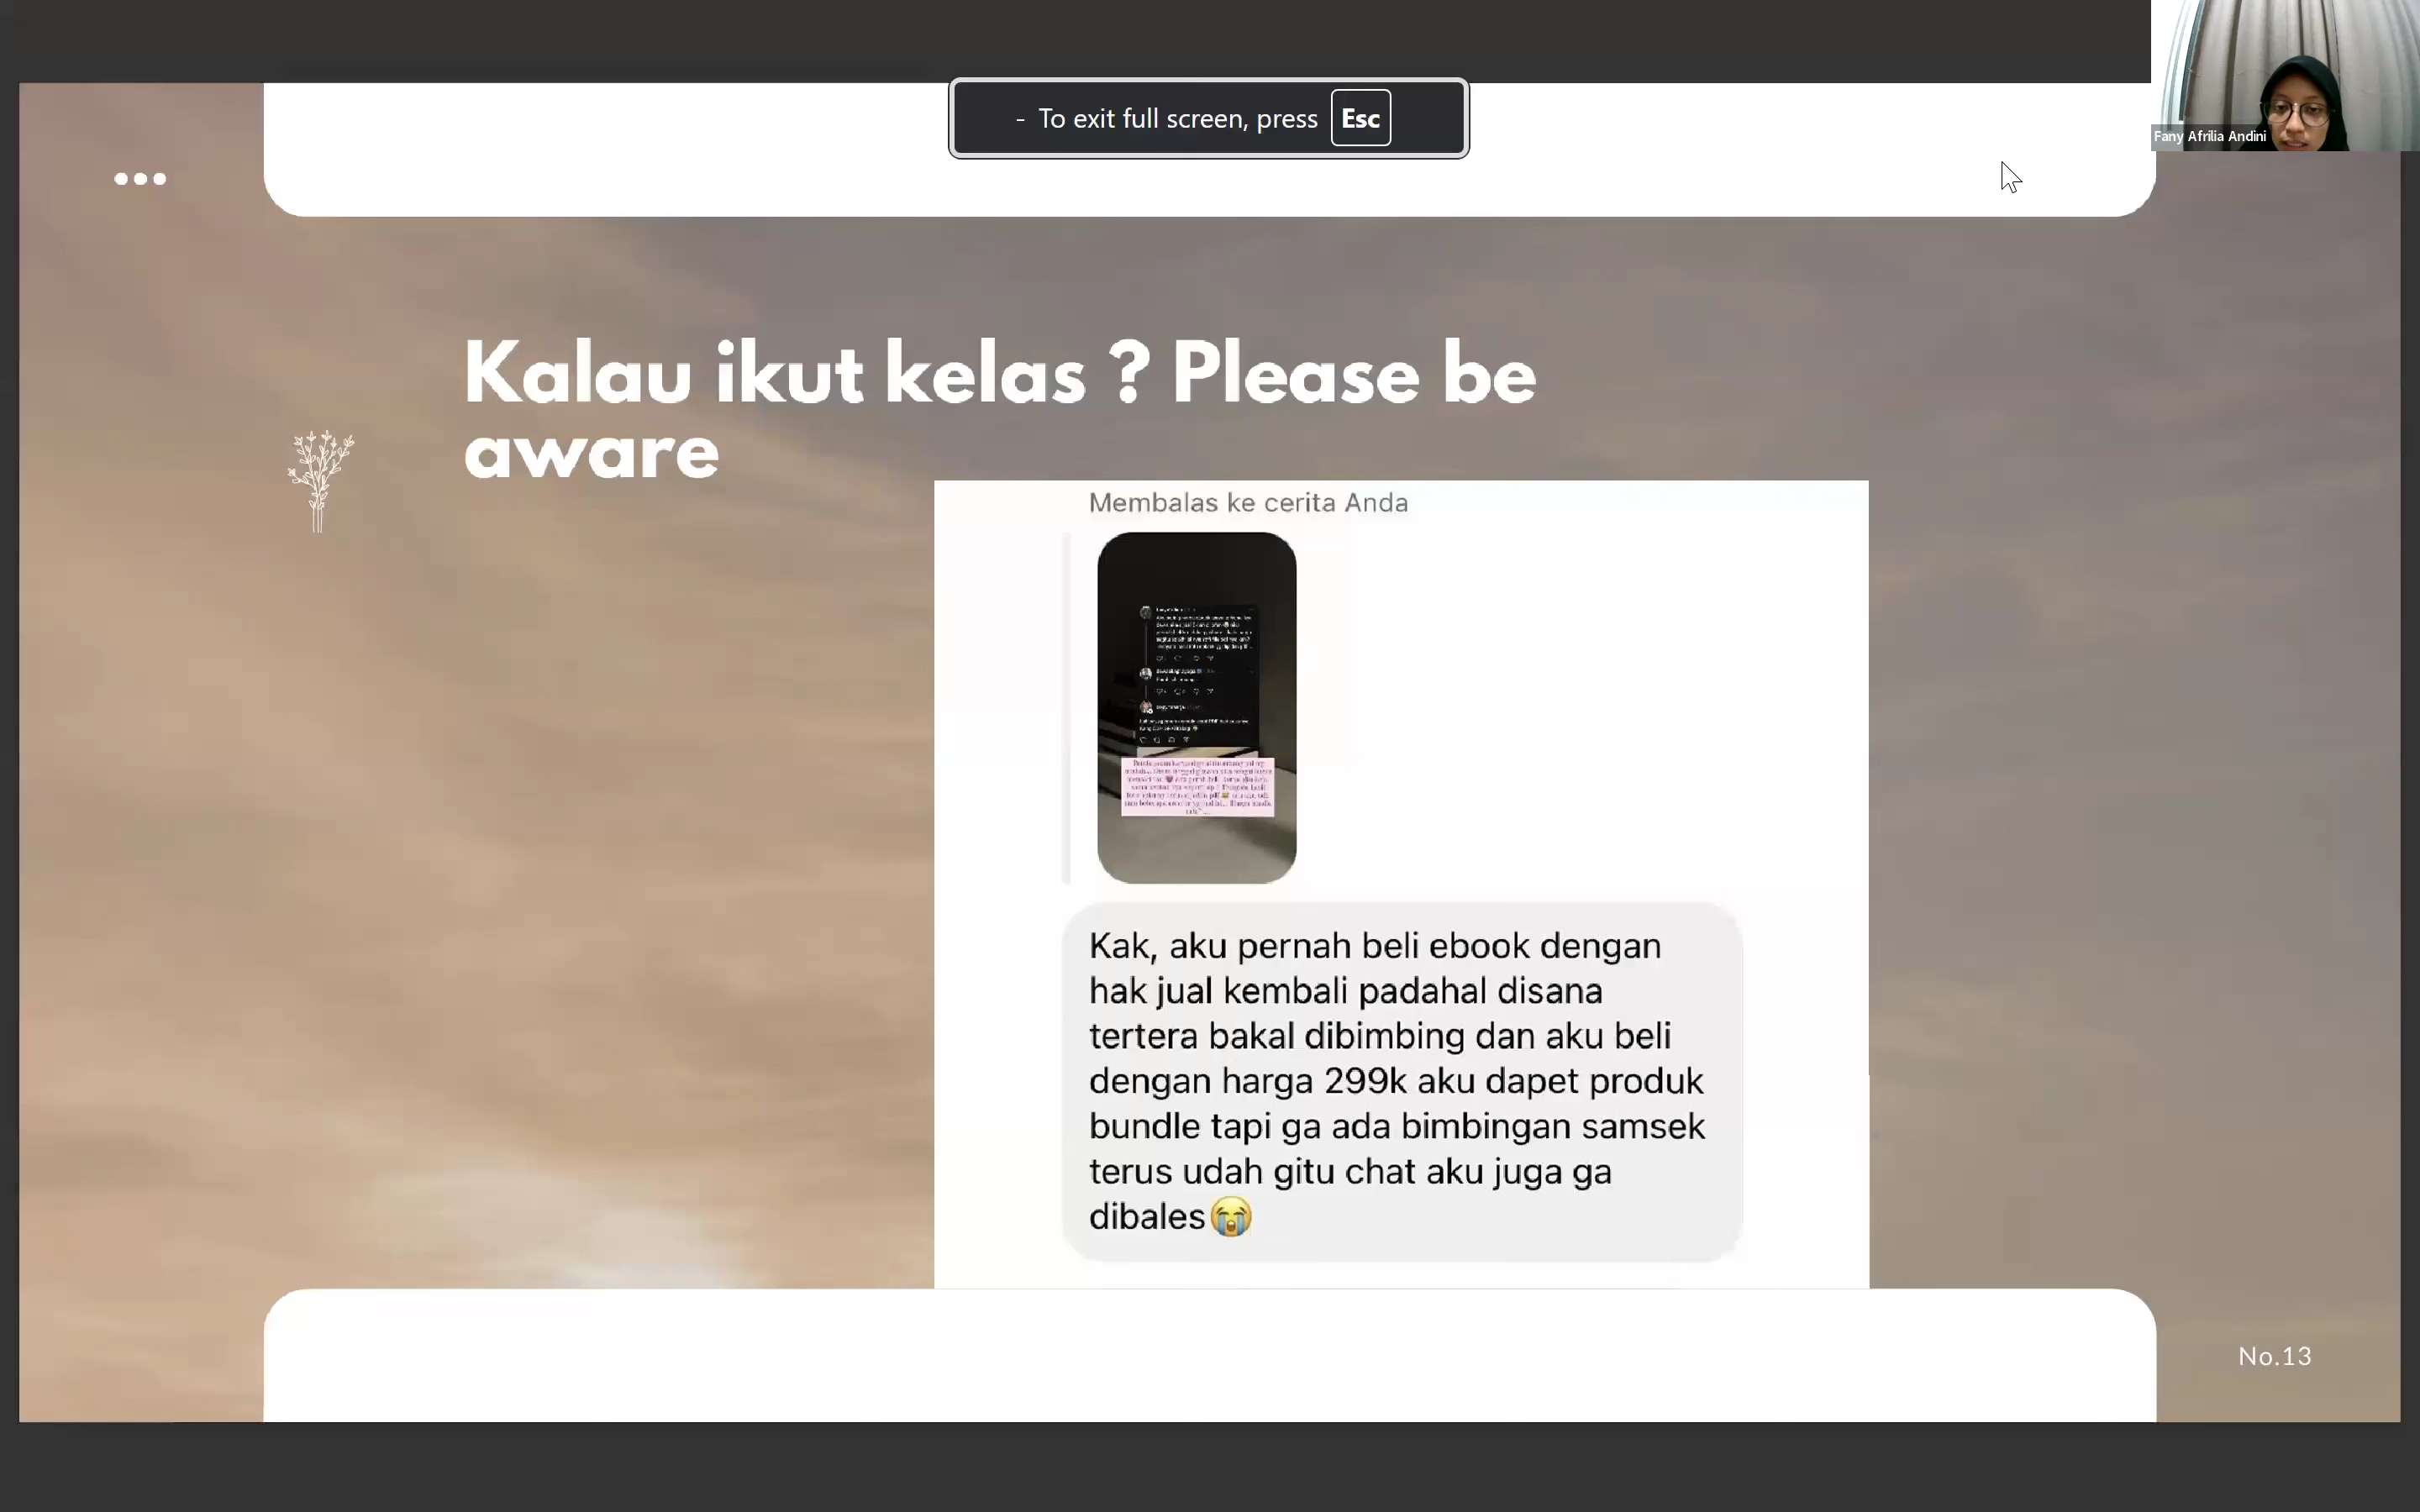 - To exit full screen, press Esc
Fany Afrilia Andini
Kalau ikut kelas ? Please be
aware
Membalas ke cerita Anda
Kak, aku pernah beli ebook dengan
hak jual kembali padahal disana
tertera bakal dibimbing dan aku beli
dengan harga 299k aku dapet produk
bundle tapi ga ada bimbingan samsek
terus udah gitu chat aku juga ga
dibales😭
No.13